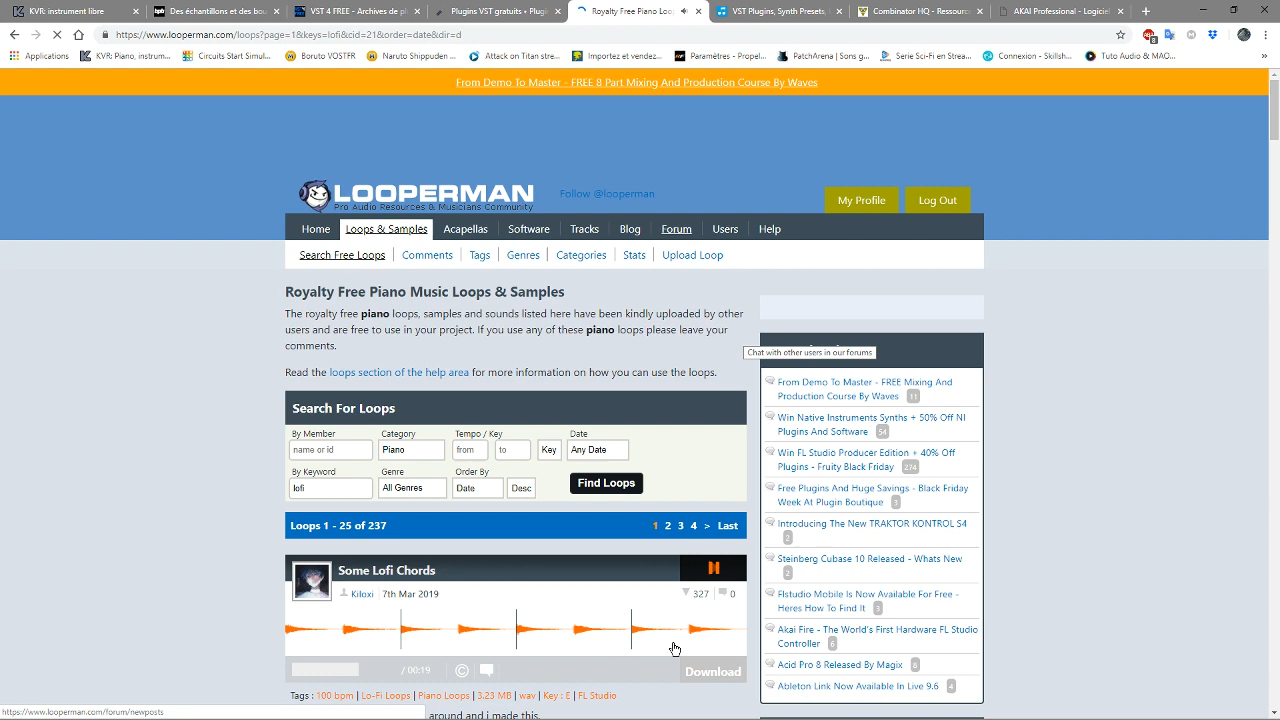 KVR: Plugins, instrum
bpb Bens doctors et tv
VST 4 FREE - Audio Pl
Plugins » VST Plugins
Royalty Free Piano Loo
VST Plugins, Synth Pre
Combinator HQ - Resour
AKAI Professional - Log
https://www.looperman.com/loops?page=1&keys=lofi&cid=21&order=date&dir=d
8
Applications
KVR: Piano, instrum...
Circuits Start Simul...
Boruto VOSTFR
Naruto Shippuden ...
Attack on Titan stre...
Importez et vendez...
Paramètres - Propel...
PatchArena | Songs g...
Serie Sci-Fi en Strea...
Connexion - Skillsh...
Tuto Audio & MAO...
From Demo To Master - FREE 8 Part Mixing And Production Course By Waves
LOOPERMAN
Pro Audio Resources & Musicians Community
Follow @looperman
My Profile
Log Out
Home
Loops & Samples
Acapellas
Software
Tracks
Blog
Forum
Users
Help
Search Free Loops
Comments
Tags
Genres
Categories
Stats
Upload Loop
Royalty Free Piano Music Loops & Samples
The royalty free piano loops, samples and sounds listed here have been kindly uploaded by other
users and are free to use in your project. If you use any of these piano loops please leave your
comments.
Read the loops section of the help area for more information on how you can use the loops.
Search For Loops
By Member Category Tempo / Key Date
name or id Piano from to Key Any Date
By Keyword Genre Order By
lofi All Genres Date Desc Find Loops
Loops 1 - 25 of 237 1 2 3 4 > Last
Some Lofi Chords
Kiloxi 7th Mar 2019 327 0
/ 00:19 © Download
Tags : 100 bpm | Lo-Fi Loops | Piano Loops | 3.23 MB | wav | Key : E | FL Studio
around and i made this.
Chat with other users in our forums
From Demo To Master - FREE Mixing And
Production Course By Waves 11
Win Native Instruments Synths + 50% Off NI
Plugins And Software 54
Win FL Studio Producer Edition + 40% Off
Plugins - Fruity Black Friday 274
Free Plugins And Huge Savings - Black Friday
Week At Plugin Boutique 3
Introducing The New TRAKTOR KONTROL S4
2
Steinberg Cubase 10 Released - Whats New
2
Flstudio Mobile Is Now Available For Free -
Heres How To Find It 3
Akai Fire - The World's First Hardware FL Studio
Controller 6
Acid Pro 8 Released By Magix 8
Ableton Link Now Available In Live 9.6 4
https://www.looperman.com/forum/newposts